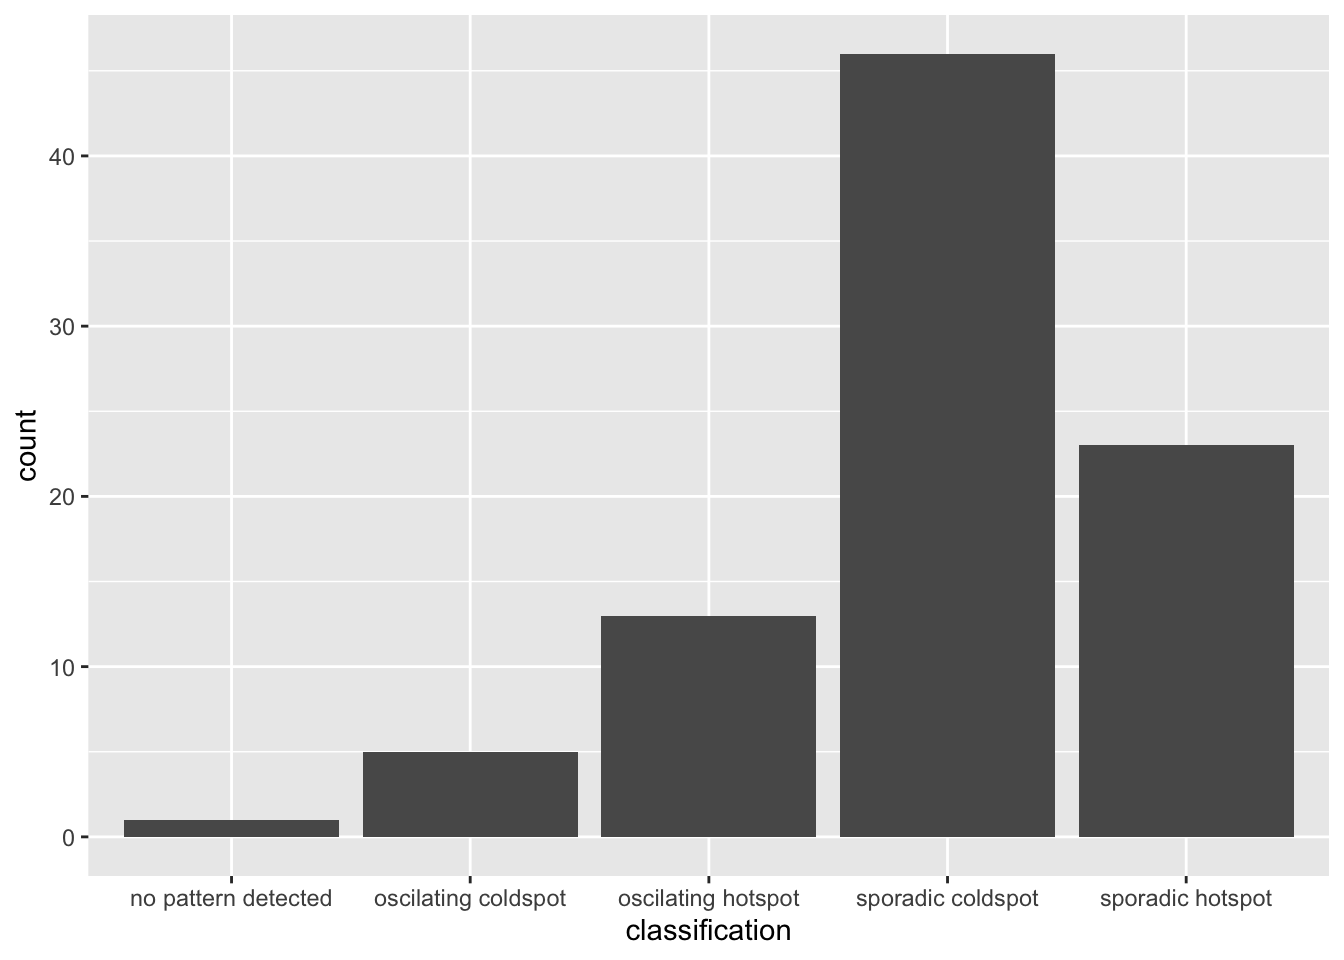 count
40
30
20
10
0
no pattern detected
oscilating coldspot
oscilating hotspot
sporadic coldspot
sporadic hotspot
classification